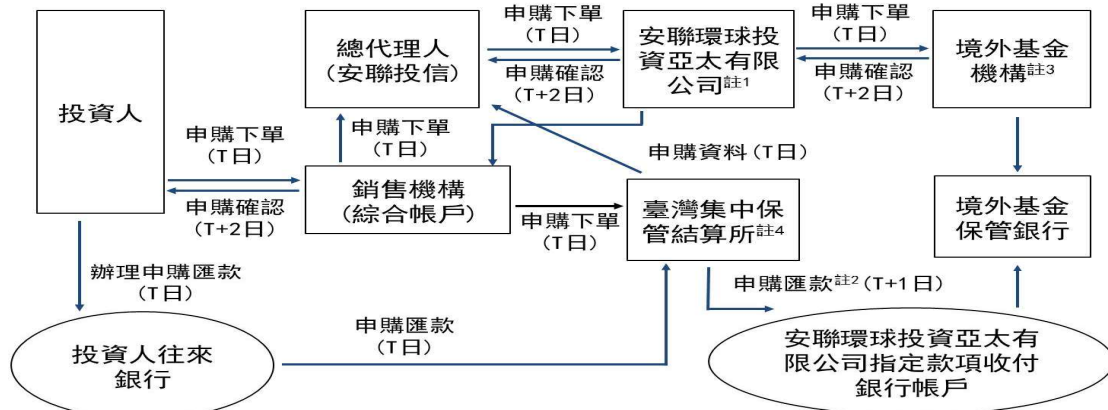 申購下單
(T日)
申購下單
(T日)
總代理人
(安聯投信)
安聯環球投
資亞太有限
公司註1
境外基金
機構註3
申購確認
(T+2日)
申購確認
(T+2日)
投資人
申購下單
(T日)
申購下單
(T日)
申購資料(T日)
銷售機構
(綜合帳戶)
臺灣集中保
管結算所註4
境外基金
保管銀行
申購確認
(T+2日)
申購下單
(T日)
辦理申購匯款
(T日)
申購匯款註2(T+1日)
申購匯款
(T日)
投資人往來
銀行
安聯環球投資亞太有
限公司指定款項收付
銀行帳戶